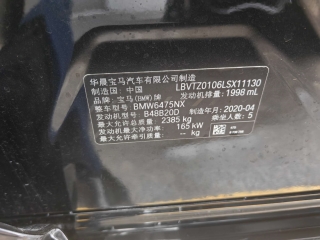 华晨宝马汽车有限公司制造
制造国：中国 LBVTZ0106LSX11130
品牌：宝马(BMW)牌 发动机排量：1998 mL
整车型号：BMW6475NX
发动机型号：B48B20D 制造年月：2020-04
最大允许总质量：2385 kg 乘坐人数：5
发动机最大净功率：165 kW
最大允许牵引质量：-- kg